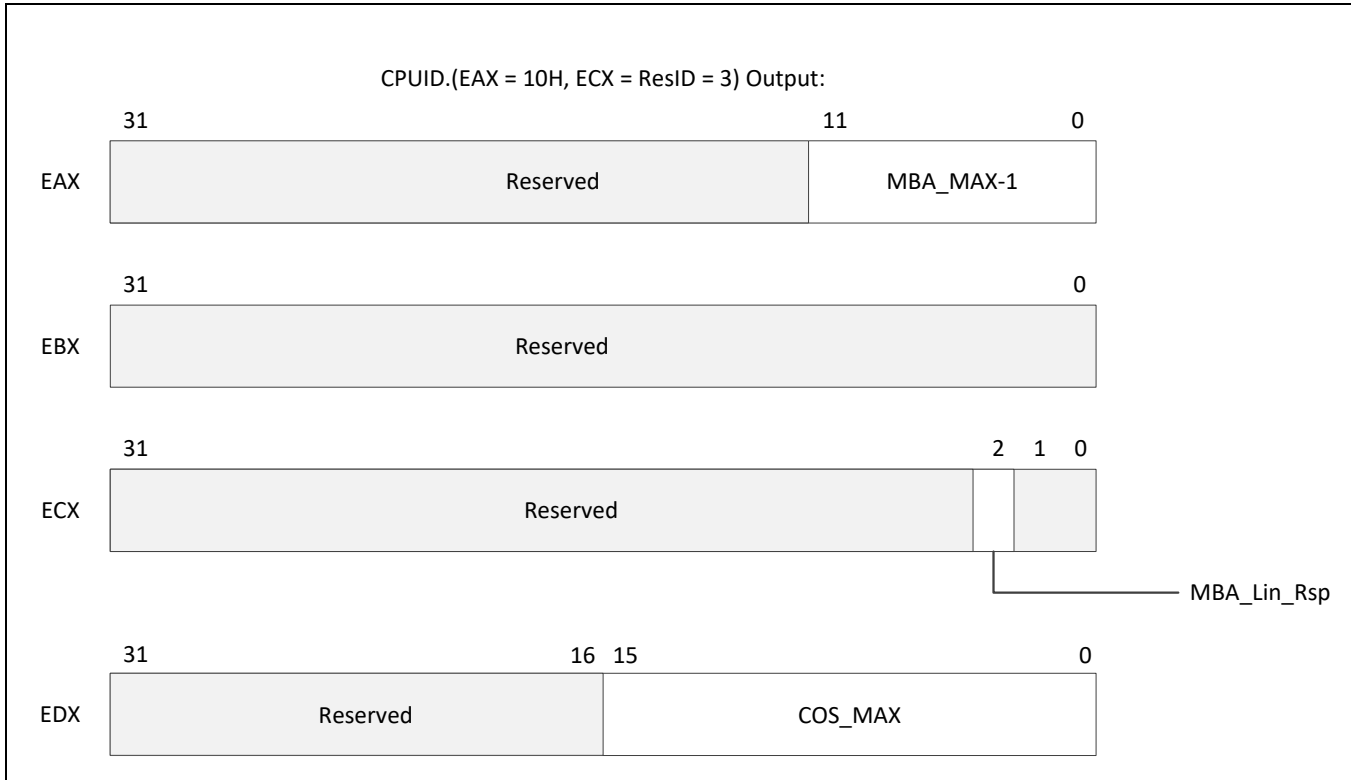 CPUID.(EAX = 10H, ECX = ResID = 3) Output:
31 11 0
EAX Reserved MBA_MAX-1
31 0
EBX Reserved
31 2 1 0
ECX Reserved
MBA_Lin_Rsp
31 16 15 0
EDX Reserved COS_MAX